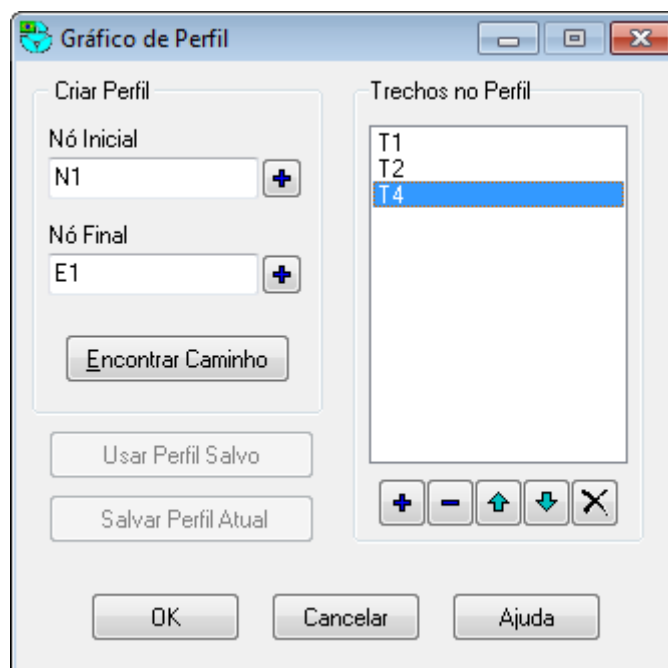 Gráfico de Perfil
Criar Perfil
Nó Inicial
N1
Nó Final
E1
Encontrar Caminho
Usar Perfil Salvo
Salvar Perfil Atual
Trechos no Perfil
T1
T2
T4
OK
Cancelar
Ajuda